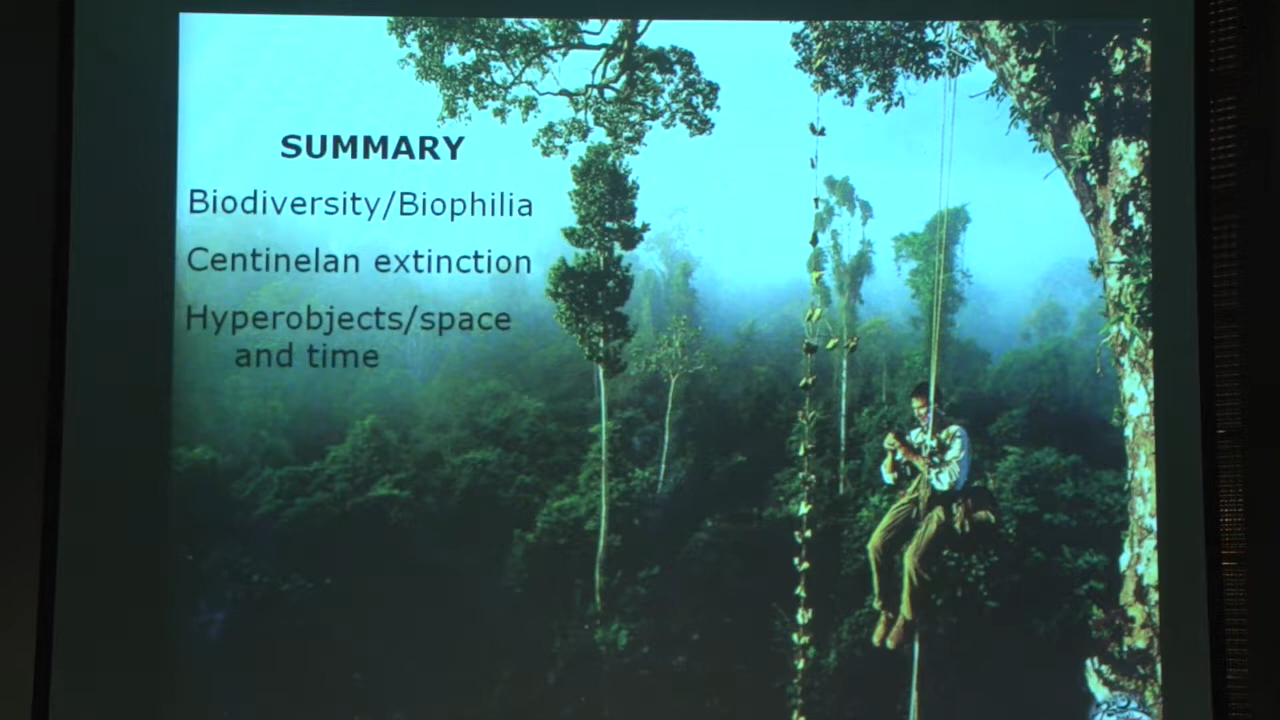 SUMMARY
Biodiversity/Biophilia
Centinelan extinction
Hyperobjects/space
and time